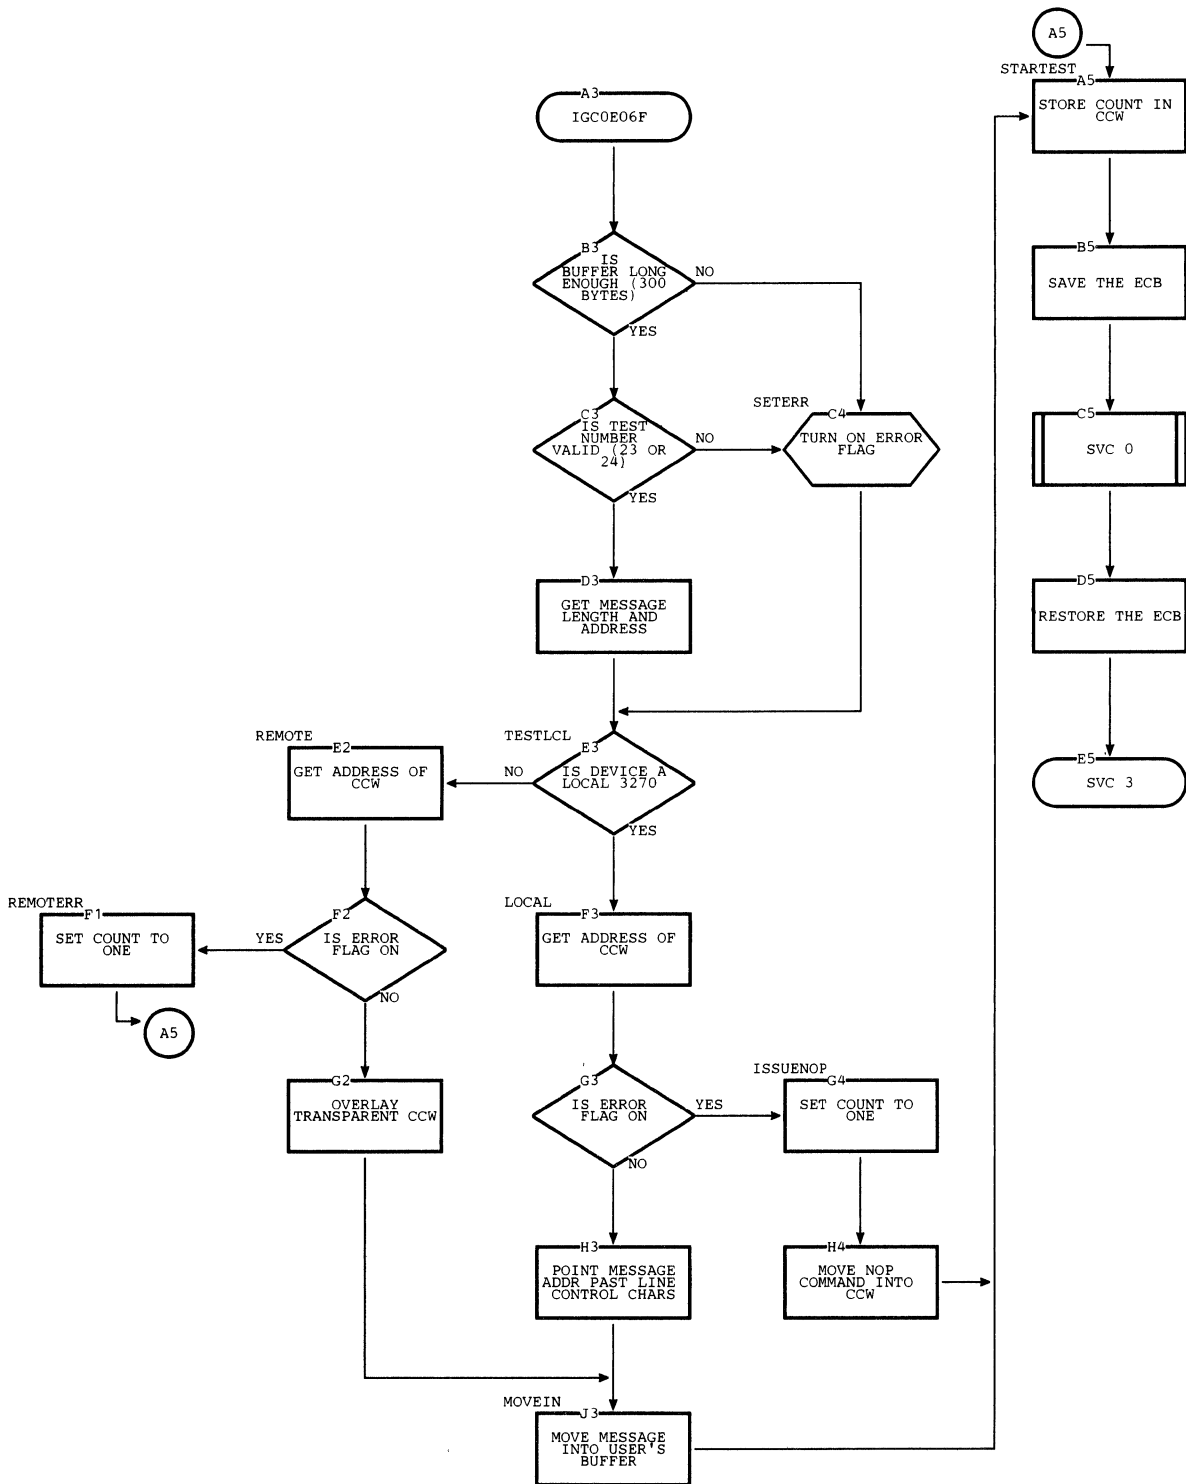 A3
IGC0E06F
B3
IS
BUFFER LONG
ENOUGH (300
BYTES)
NO
YES
C3
IS TEST
NUMBER
VALID (23 OR
24)
NO
YES
SETERR
C4
TURN ON ERROR
FLAG
D3
GET MESSAGE
LENGTH AND
ADDRESS
TESTLCL
E3
IS DEVICE A
LOCAL 3270
NO
YES
REMOTE
E2
GET ADDRESS OF
CCW
F2
IS ERROR
FLAG ON
YES
NO
REMOTERR
F1
SET COUNT TO
ONE
A5
G2
OVERLAY
TRANSPARENT CCW
LOCAL
F3
GET ADDRESS OF
CCW
G3
IS ERROR
FLAG ON
YES
NO
ISSUENOP
G4
SET COUNT TO
ONE
H4
MOVE NOP
COMMAND INTO
CCW
H3
POINT MESSAGE
ADDR PAST LINE
CONTROL CHARS
MOVEIN
J3
MOVE MESSAGE
INTO USER'S
BUFFER
A5
STARTEST
A5
STORE COUNT IN
CCW
B5
SAVE THE ECB
C5
SVC 0
D5
RESTORE THE ECB
E5
SVC 3